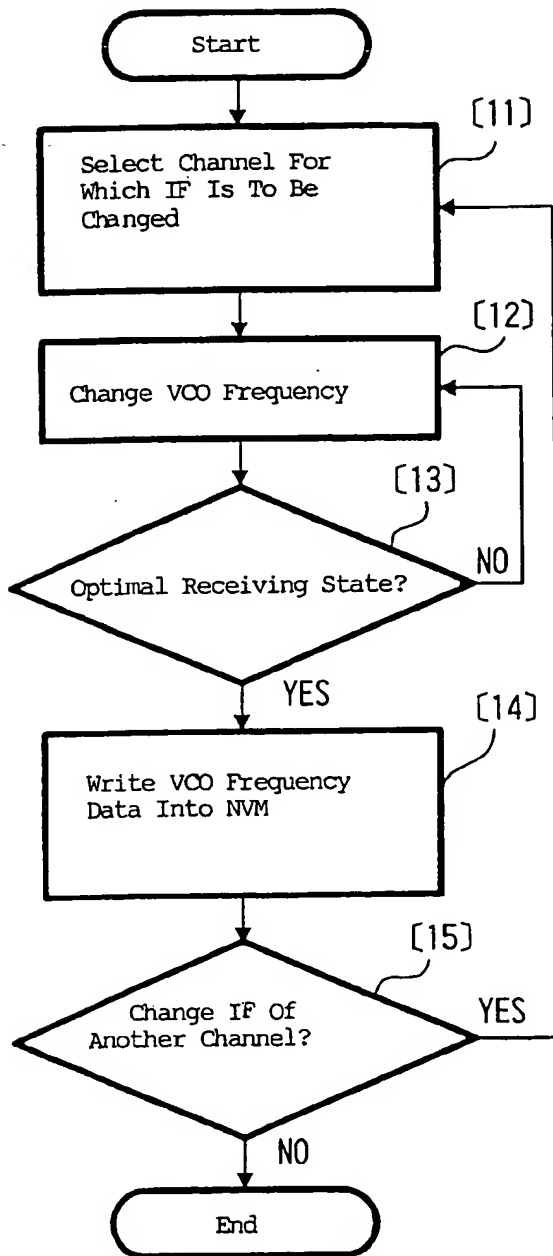 Start
[11]
Select Channel For
Which IF Is To Be
Changed
[12]
Change VCO Frequency
[13]
Optimal Receiving State?
NO
YES
[14]
Write VCO Frequency
Data Into NVM
[15]
Change IF Of
Another Channel?
YES
NO
End